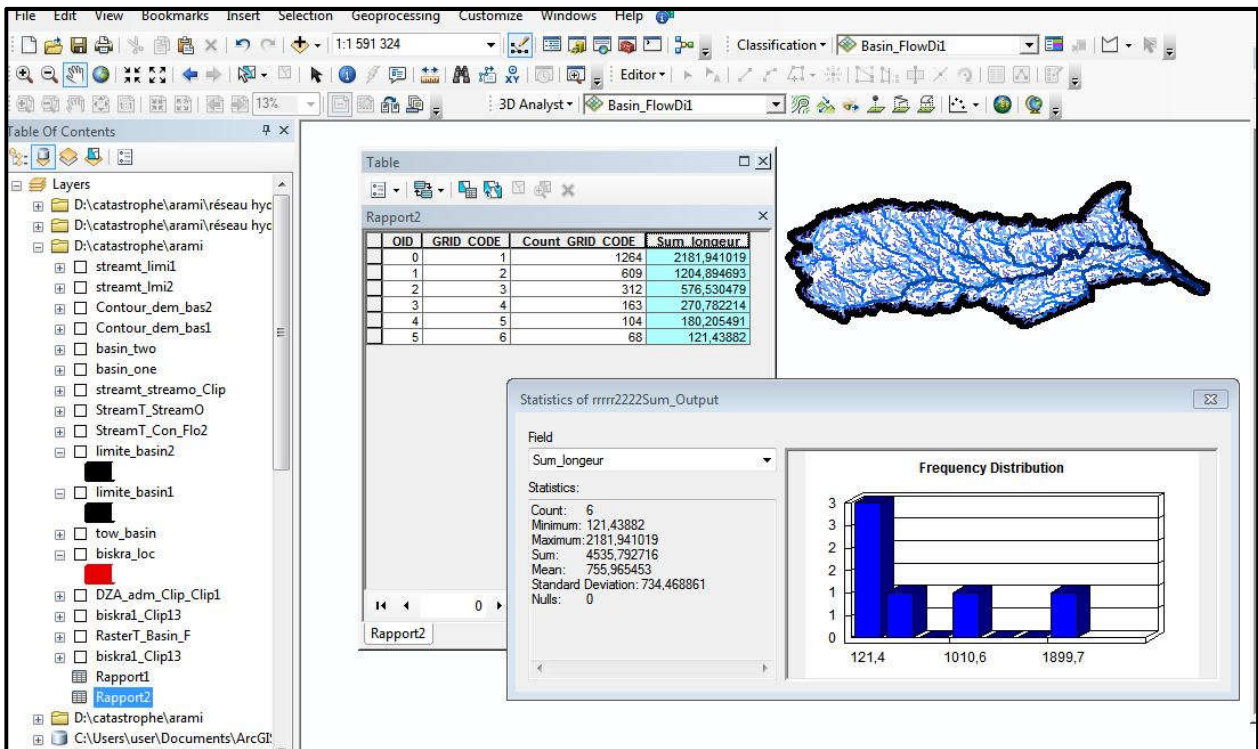 File Edit View Bookmarks Insert Selection Geoprocessing Customize Windows Help
1:1 591 324
Classification
Basin_FlowDi1
Editor
13%
3D Analyst
Basin_FlowDi1
Table Of Contents
Layers
D:\catastrophe\arami\réseau hyc
D:\catastrophe\arami\réseau hyc
D:\catastrophe\arami
streamt_limi1
streamt_lmi2
Contour_dem_bas2
Contour_dem_bas1
basin_two
basin_one
streamt_streamo_Clip
StreamT_StreamO
StreamT_Con_Flo2
limite_basin2
limite_basin1
tow_basin
biskra_loc
DZA_adm_Clip_Clip1
biskra1_Clip13
RasterT_Basin_F
biskra1_Clip13
Rapport1
Rapport2
D:\catastrophe\arami
C:\Users\user\Documents\ArcGI
Table
Rapport2
OID GRID CODE Count GRID CODE Sum longeur
0 1 1264 2181,941019
1 2 609 1204,894693
2 3 312 576,530479
3 4 163 270,782214
4 5 104 180,205491
5 6 68 121,43882
0
Rapport2
Statistics of rrrrr2222Sum_Output
Field
Sum_longeur
Statistics:
Count: 6
Minimum: 121,43882
Maximum: 2181,941019
Sum: 4535,792716
Mean: 755,965453
Standard Deviation: 734,468861
Nulls: 0
Frequency Distribution
3
3
2
2
1
1
0
121,4 1010,6 1899,7